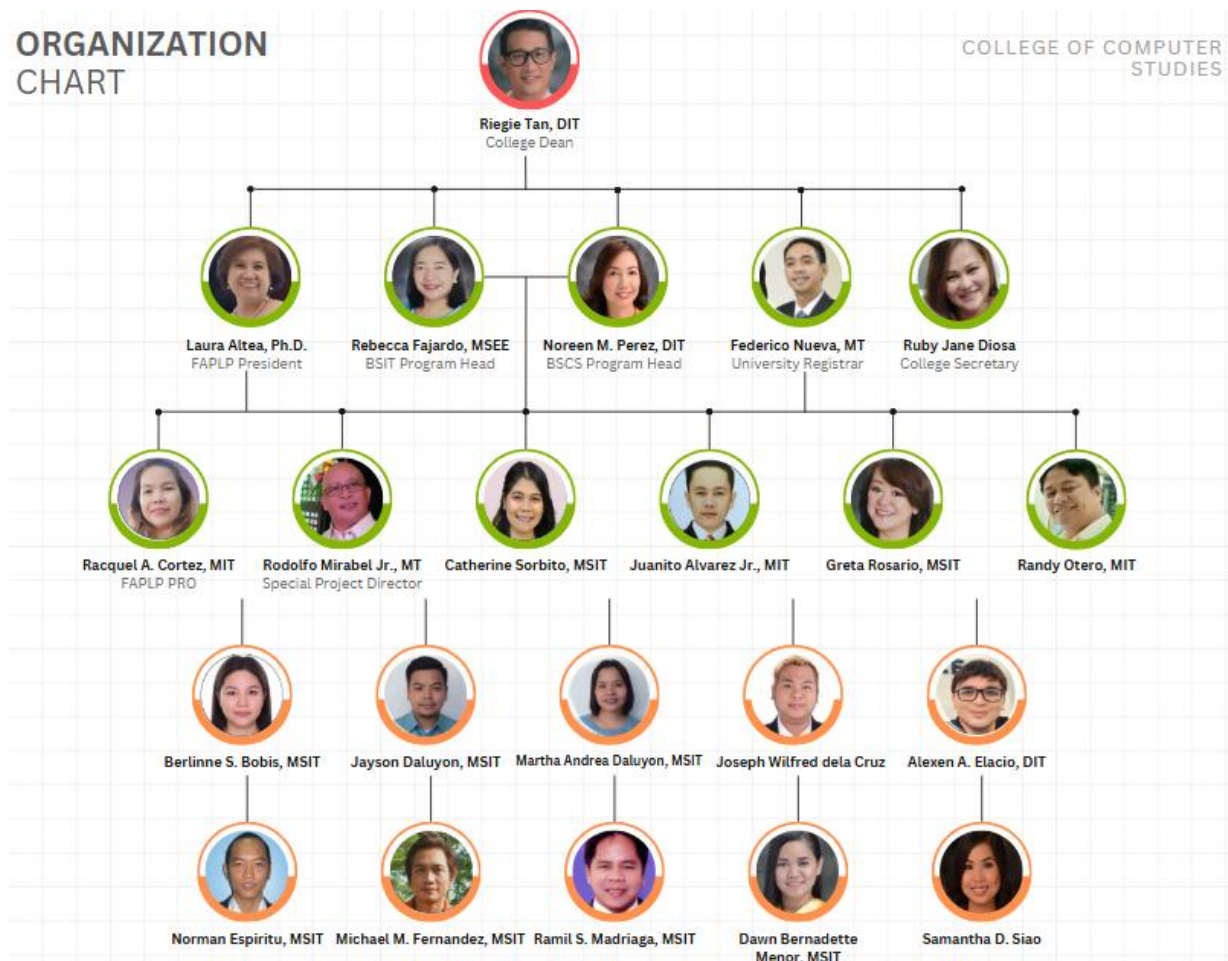 ORGANIZATION
CHART
COLLEGE OF COMPUTER
STUDIES
Riegie Tan, DIT
College Dean
Laura Altea, Ph.D.
FAPLP President
Rebecca Fajardo, MSEE
BSIT Program Head
Noreen M. Perez, DIT
BSCS Program Head
Federico Nueva, MT
University Registrar
Ruby Jane Diosa
College Secretary
Racquel A. Cortez, MIT
FAPLP PRO
Rodolfo Mirabel Jr., MT
Special Project Director
Catherine Sorbito, MSIT
Juanito Alvarez Jr., MIT
Greta Rosario, MSIT
Randy Otero, MIT
Berlinne S. Bobis, MSIT
Jayson Daluyon, MSIT
Martha Andrea Daluyon, MSIT
Joseph Wilfred dela Cruz
Alexen A. Elacio, DIT
Norman Espiritu, MSIT
Michael M. Fernandez, MSIT
Ramil S. Madriaga, MSIT
Dawn Bernadette
Menor, MSIT
Samantha D. Siao